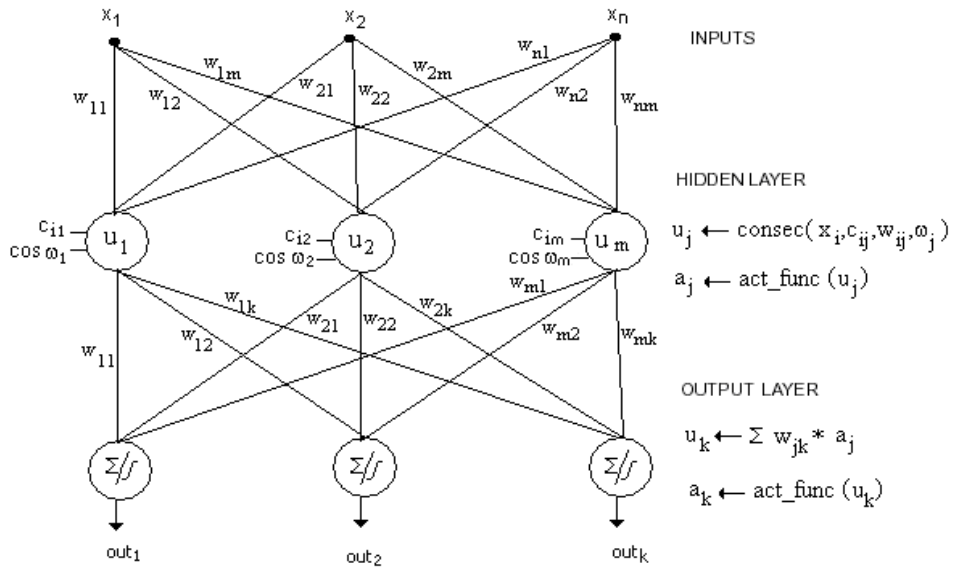 x1 x2 xn INPUTS
w11 w12 w1m w21 w22 w2m wn1 wn2 wnm
HIDDEN LAYER
ci1 u1 ci2 u2 cim um uj ← consec(xi,cij,wij,ωj)
cos ω1 cos ω2 cos ωm
aj ← act_func (uj)
w11 w12 w1k w21 w22 w2k wm1 wm2 wmk
OUTPUT LAYER
Σ/∫ Σ/∫ Σ/∫ uk ← Σ wjk * aj
ak ← act_func (uk)
out1 out2 outk